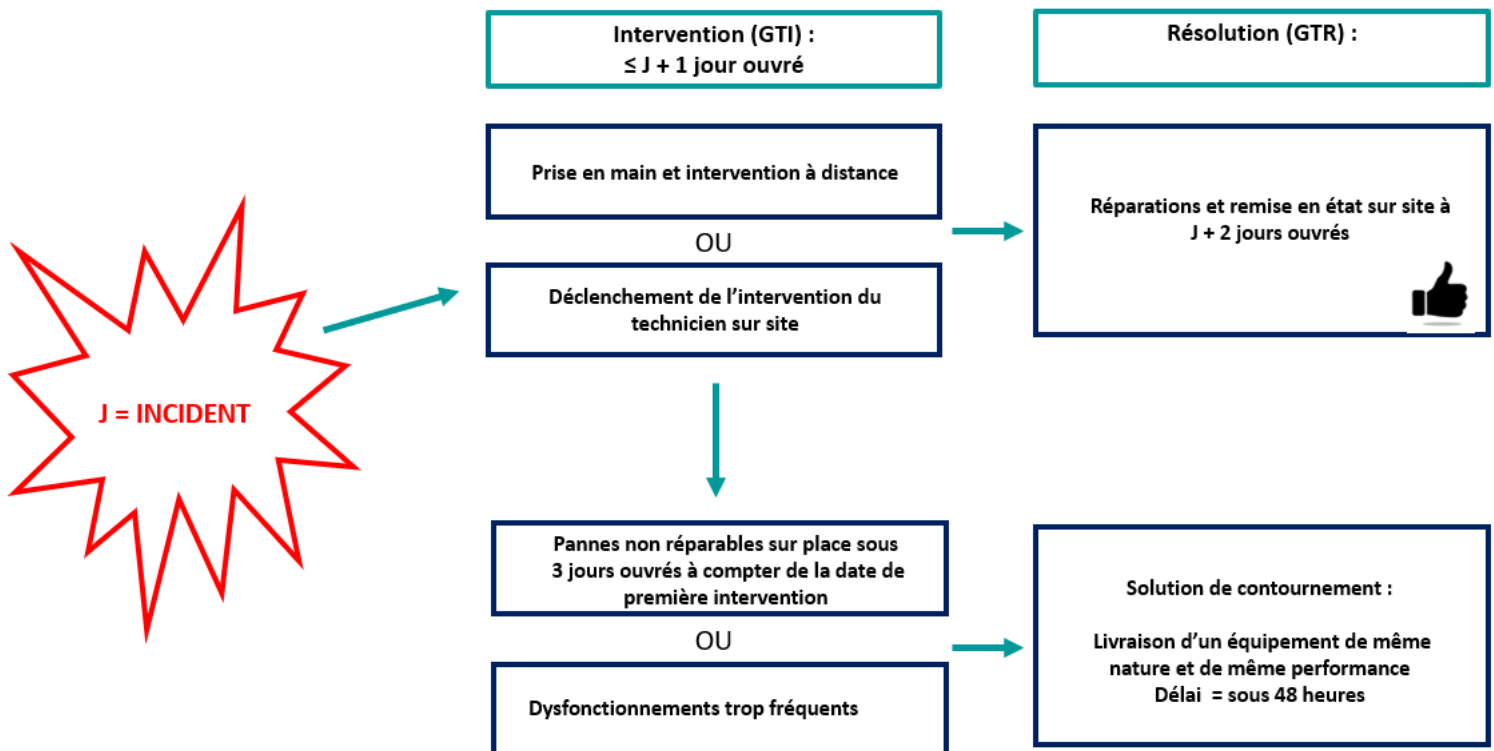 Intervention (GTI) :
≤ J + 1 jour ouvré
Résolution (GTR) :
Prise en main et intervention à distance
OU
Déclenchement de l'intervention du
technicien sur site
Réparations et remise en état sur site à
J + 2 jours ouvrés
J = INCIDENT
Pannes non réparables sur place sous
3 jours ouvrés à compter de la date de
première intervention
OU
Dysfonctionnements trop fréquents
Solution de contournement :
Livraison d'un équipement de même
nature et de même performance
Délai = sous 48 heures